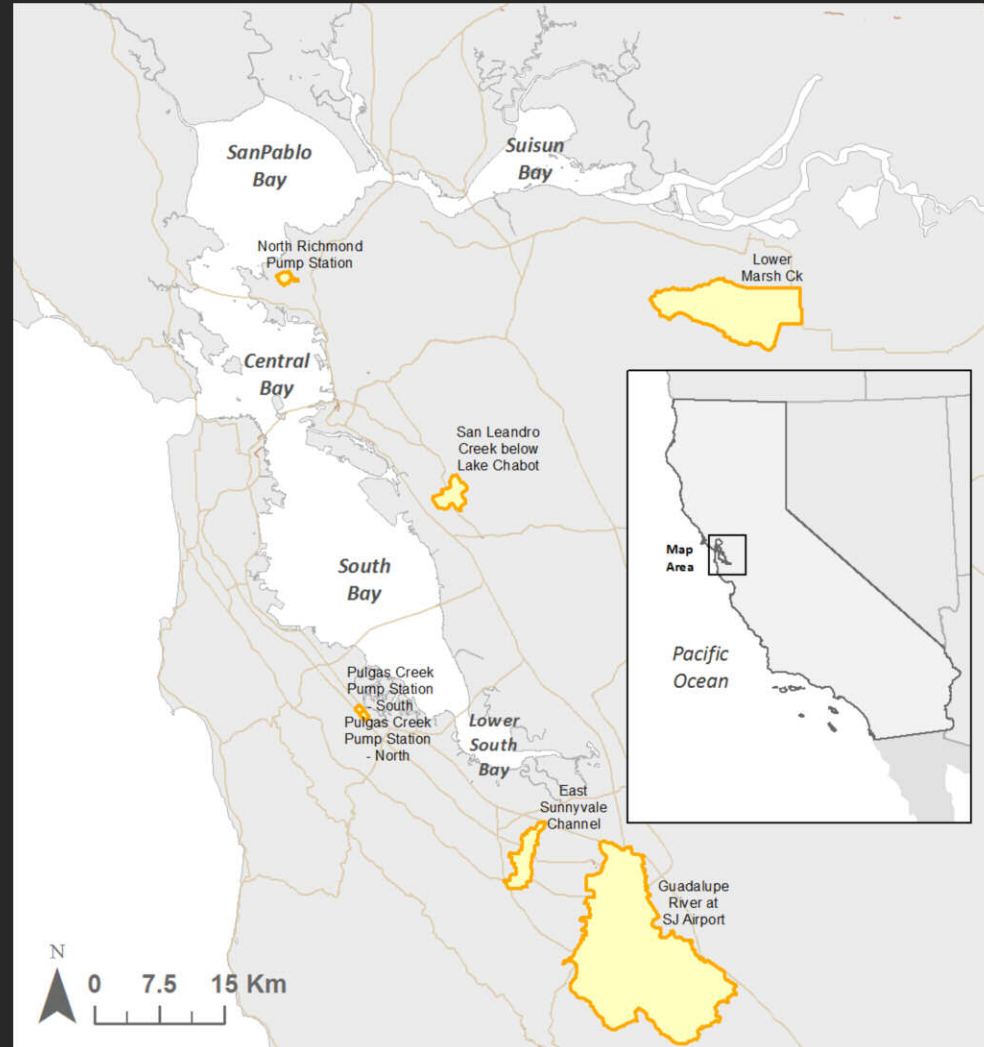 SanPablo
Bay
Suisun
Bay
North Richmond
Pump Station
Lower
Marsh Ck
Central
Bay
San Leandro
Creek below
Lake Chabot
Map
Area
South
Bay
Pacific
Ocean
Pulgas Creek
Pump Station
- South
Pulgas Creek
Pump Station
- North
Lower
South
Bay
East
Sunnyvale
Channel
Guadalupe
River at
SJ Airport
N
0 7.5 15 Km